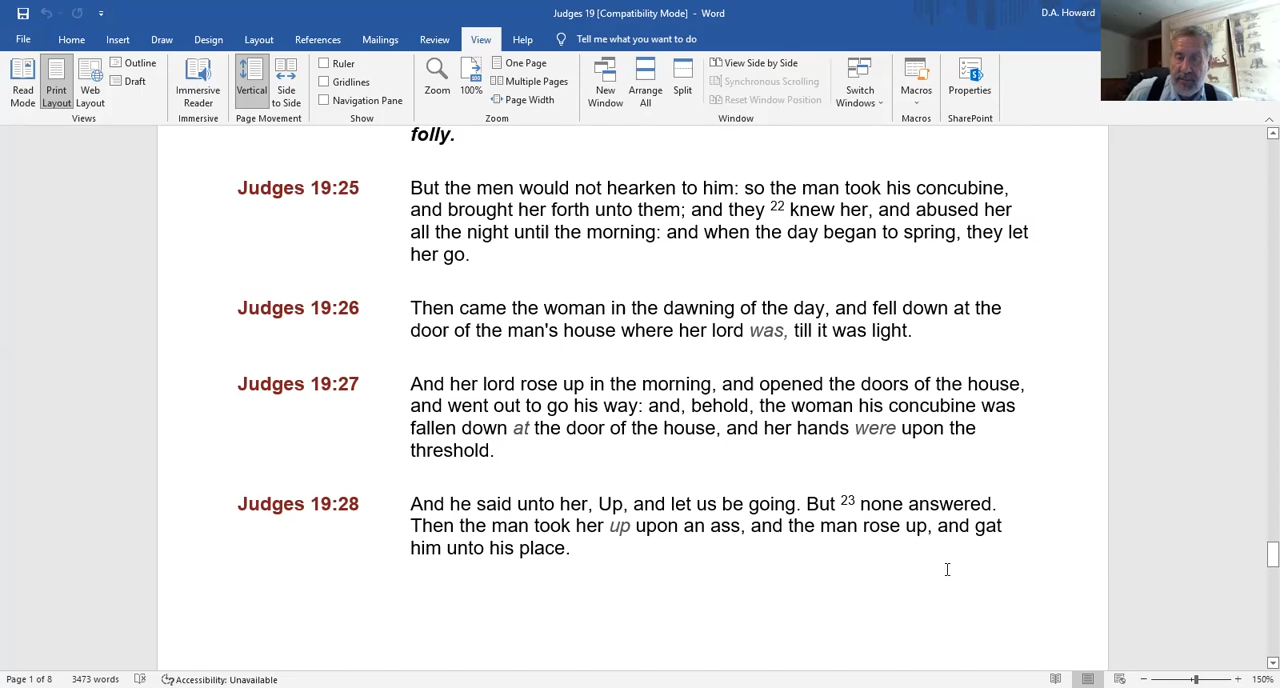 Judges 19 [Compatibility Mode] - Word
D.A. Howard
File Home Insert Draw Design Layout References Mailings Review View Help Tell me what you want to do
Read Mode
Print Layout
Web Layout
Outline
Draft
Views
Immersive Reader
Immersive
Vertical
Side to Side
Page Movement
Ruler
Gridlines
Navigation Pane
Show
Zoom
100%
One Page
Multiple Pages
Page Width
Zoom
New Window
Arrange All
Split
View Side by Side
Synchronous Scrolling
Reset Window Position
Switch Windows
Window
Macros
Macros
Properties
SharePoint
folly.
Judges 19:25 But the men would not hearken to him: so the man took his concubine,
and brought her forth unto them; and they 22 knew her, and abused her
all the night until the morning: and when the day began to spring, they let
her go.
Judges 19:26 Then came the woman in the dawning of the day, and fell down at the
door of the man's house where her lord was, till it was light.
Judges 19:27 And her lord rose up in the morning, and opened the doors of the house,
and went out to go his way: and, behold, the woman his concubine was
fallen down at the door of the house, and her hands were upon the
threshold.
Judges 19:28 And he said unto her, Up, and let us be going. But 23 none answered.
Then the man took her up upon an ass, and the man rose up, and gat
him unto his place.
Page 1 of 8 3473 words Accessibility: Unavailable 150%